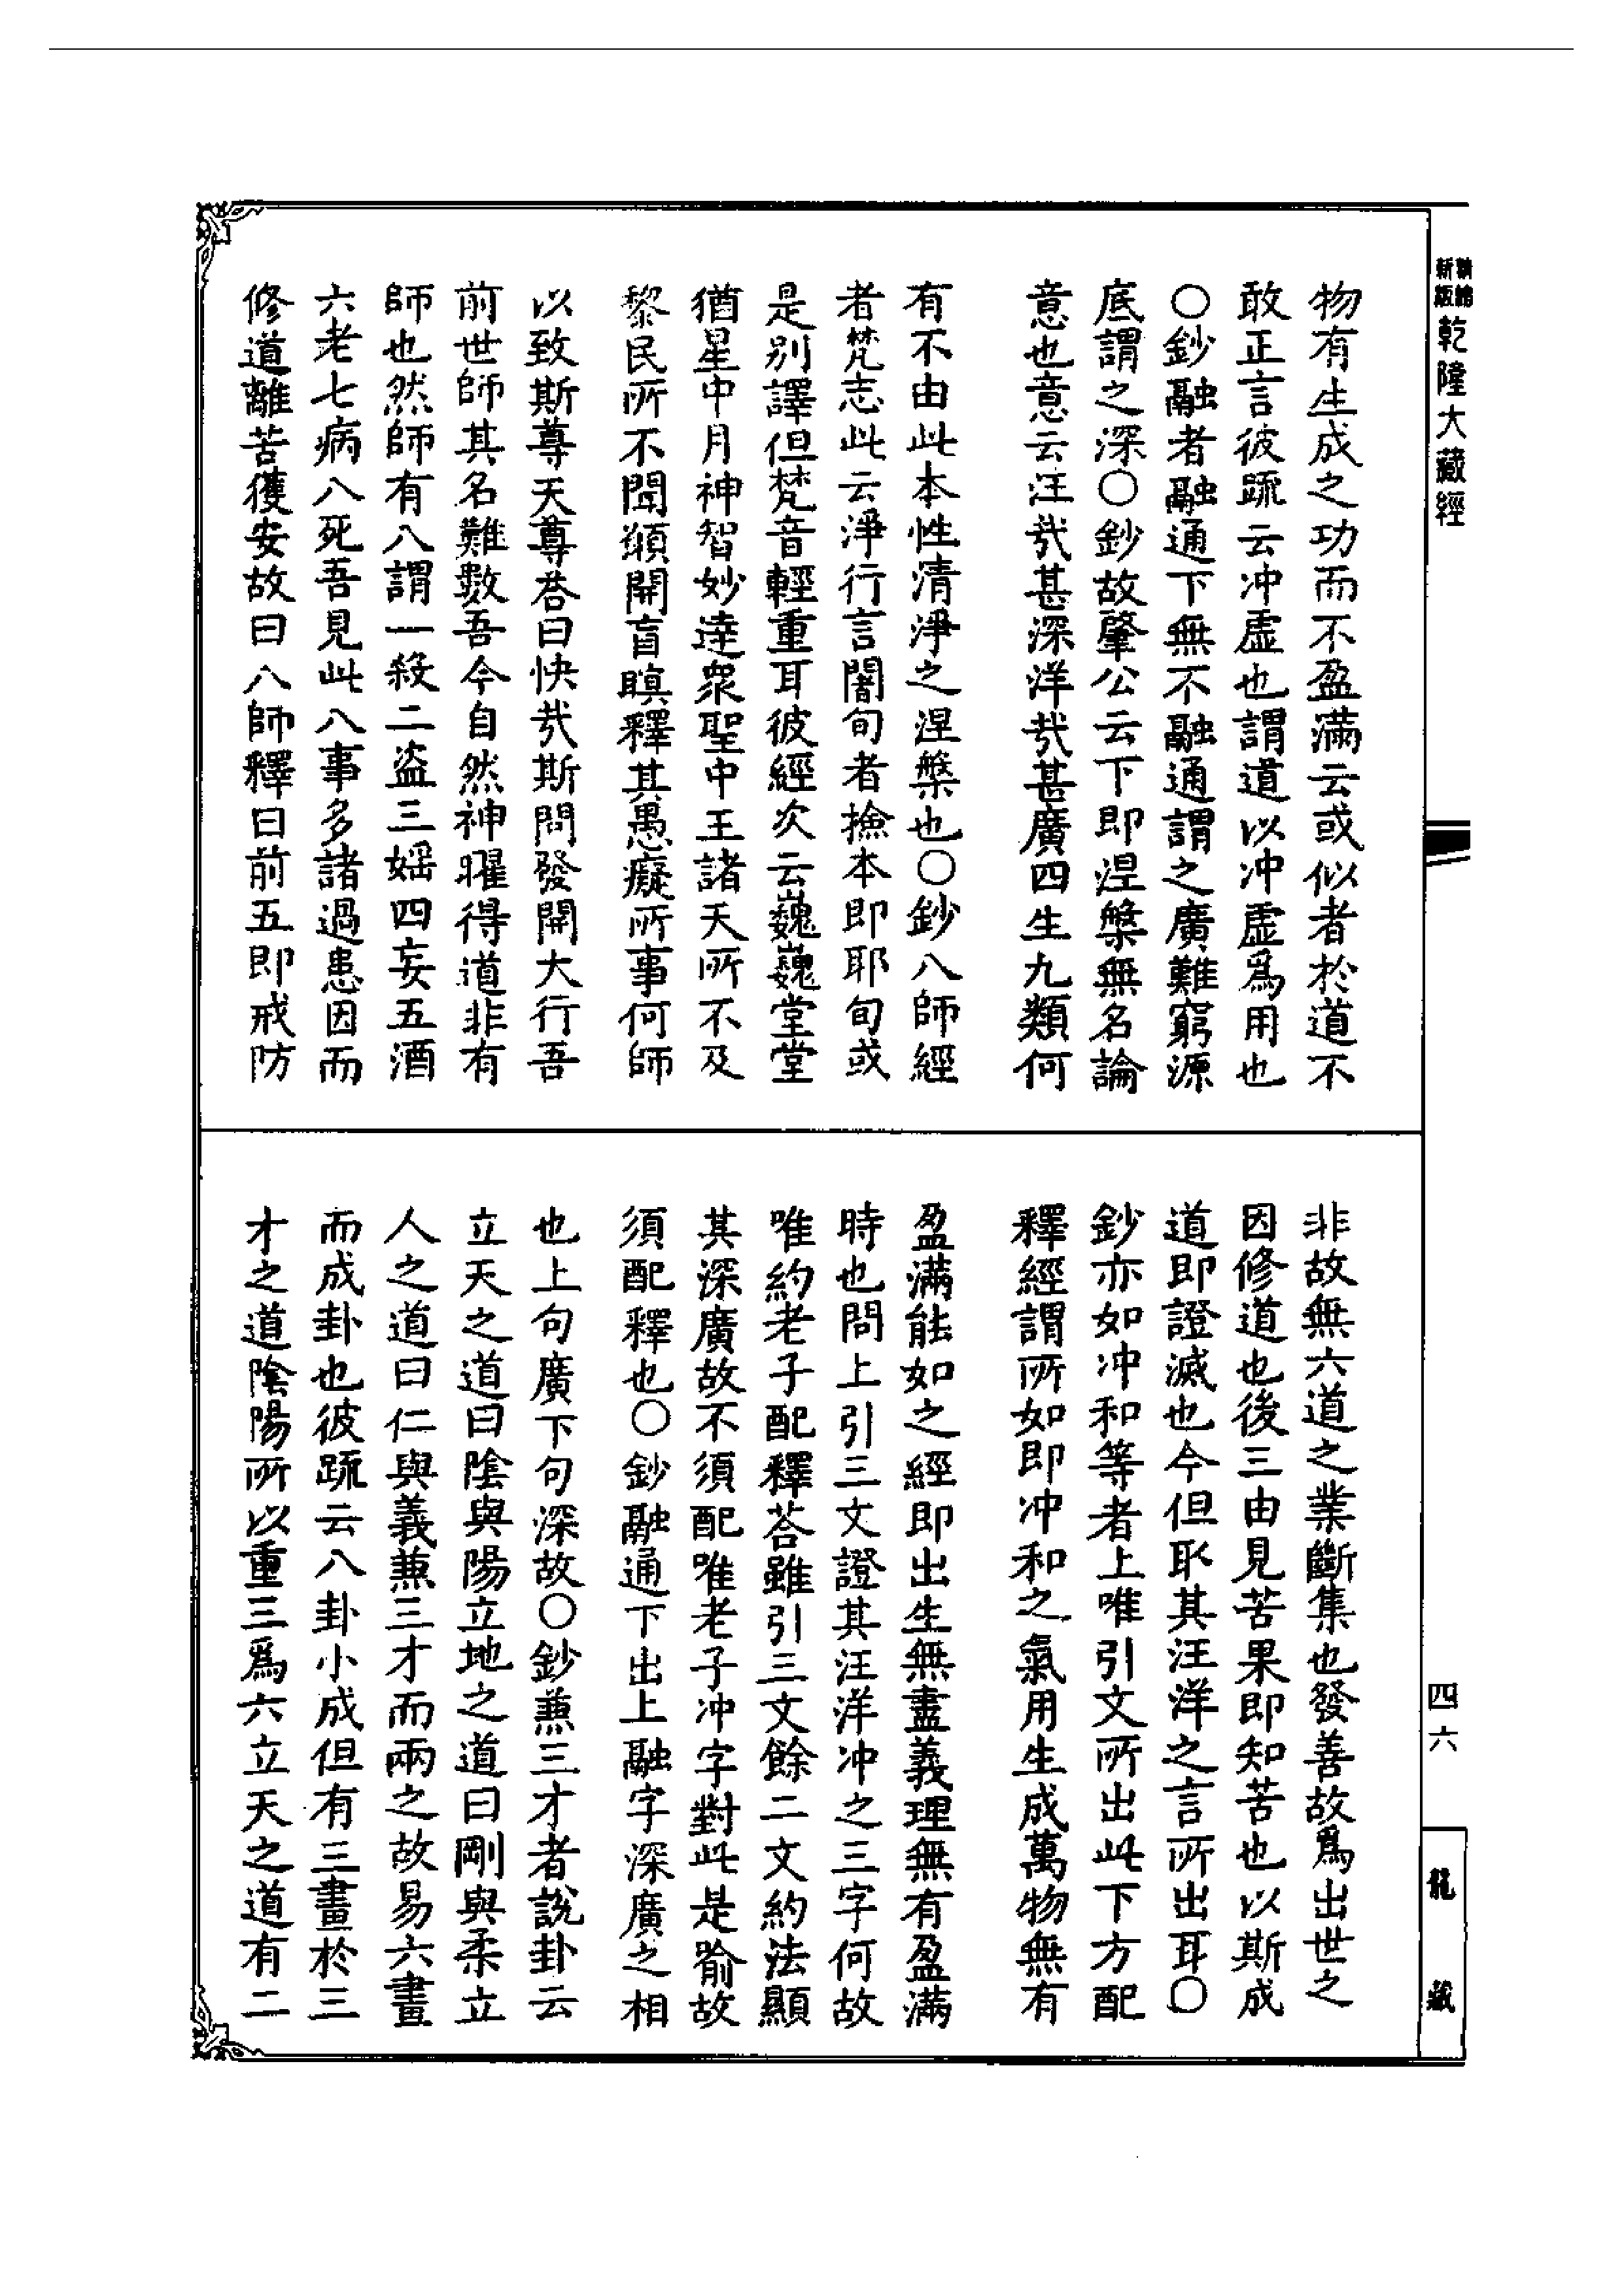 新編
新版
乾隆大藏經
物有生成之功而不盈滿云或似者於道不
敢正言彼疏云冲虛也謂道以冲虛爲用也
○鈔融者融通下無不融通謂之廣難窮源
底謂之深○鈔故肇公云下即涅槃無名論
意也意云汪哉甚深洋哉甚廣四生九類何
有不由此本性清淨之涅槃也○鈔八師經
者梵志此云淨行言闍旬者撿本即耶旬或
是別譯但梵音輕重耳彼經次云巍巍堂堂
猶星中月神智妙達眾聖中王諸天所不及
黎民所不聞願開盲瞑釋其愚癡所事何師
以致斯尊天尊荅曰快哉斯問發開大行吾
前世師其名難數吾今自然神曜得道非有
師也然師有八謂一殺二盜三婬四妄五酒
六老七病八死吾見此八事多諸過患因而
修道離苦獲安故曰八師釋曰前五即戒防
非故無六道之業斷集也發善故爲出世之
因修道也後三由見苦果即知苦也以斯成
道即證滅也今但取其汪洋之言所出耳○
鈔亦如冲和等者上唯引文所出此下方配
釋經謂所如即冲和之氣用生成萬物無有
盈滿能如之經即出生無盡義理無有盈滿
時也問上引三文證其汪洋冲之三字何故
唯約老子配釋荅雖引三文餘二文約法顯
其深廣故不須配唯老子冲字對此是喻故
須配釋也○鈔融通下出上融字深廣之相
也上句廣下句深故○鈔兼三才者說卦云
立天之道曰陰與陽立地之道曰剛與柔立
人之道曰仁與義兼三才而兩之故易六畫
而成卦也彼疏云八卦小成但有三畫於三
才之道陰陽所以重三爲六立天之道有二
四六
龍藏